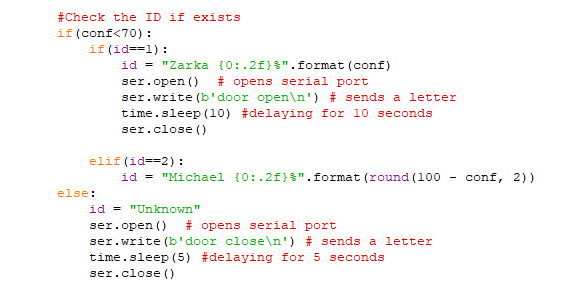 #Check the ID if exists
if(conf<70):
if(id==1):
id = "Zarka {0:.2f}%".format(conf)
ser.open()  # opens serial port
ser.write(b'door open\n') # sends a letter
time.sleep(10) #delaying for 10 seconds
ser.close()
elif(id==2):
id = "Michael {0:.2f}%".format(round(100 - conf, 2))
else:
id = "Unknown"
ser.open()  # opens serial port
ser.write(b'door close\n') # sends a letter
time.sleep(5) #delaying for 5 seconds
ser.close()